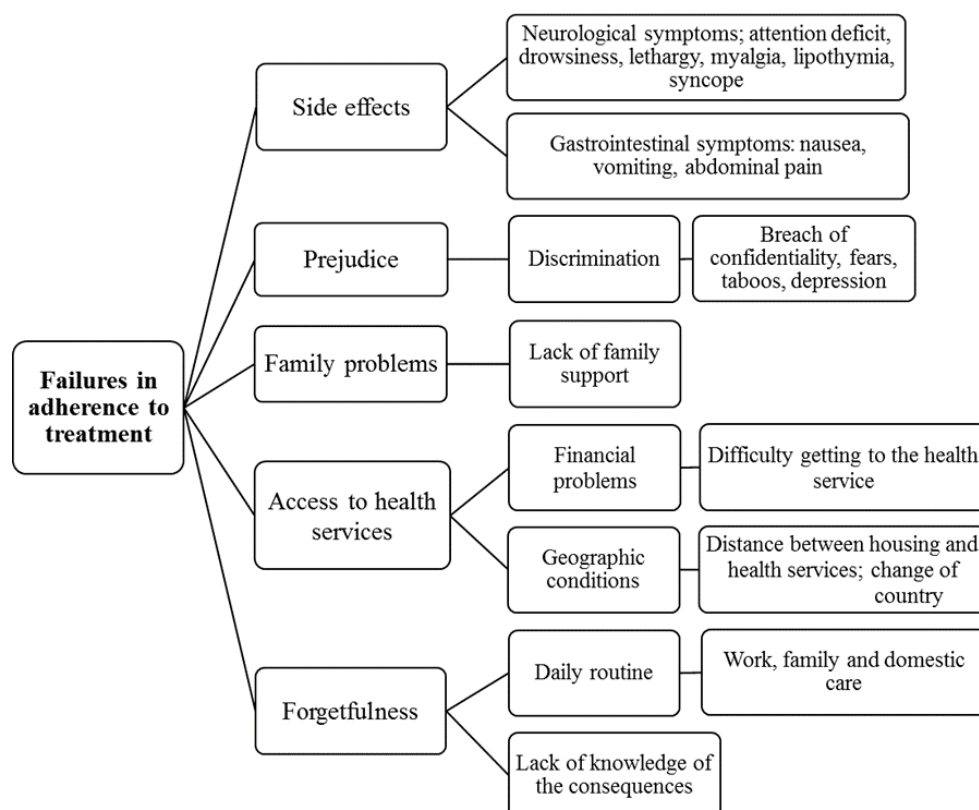 Failures in
adherence to
treatment
Side effects
Neurological symptoms; attention deficit,
drowsiness, lethargy, myalgia, lipothymia,
syncope
Gastrointestinal symptoms: nausea,
vomiting, abdominal pain
Prejudice
Discrimination
Breach of
confidentiality, fears,
taboos, depression
Family problems
Lack of family
support
Access to health
services
Financial
problems
Difficulty getting to the health
service
Geographic
conditions
Distance between housing and
health services; change of
country
Forgetfulness
Daily routine
Work, family and domestic
care
Lack of knowledge of
the consequences